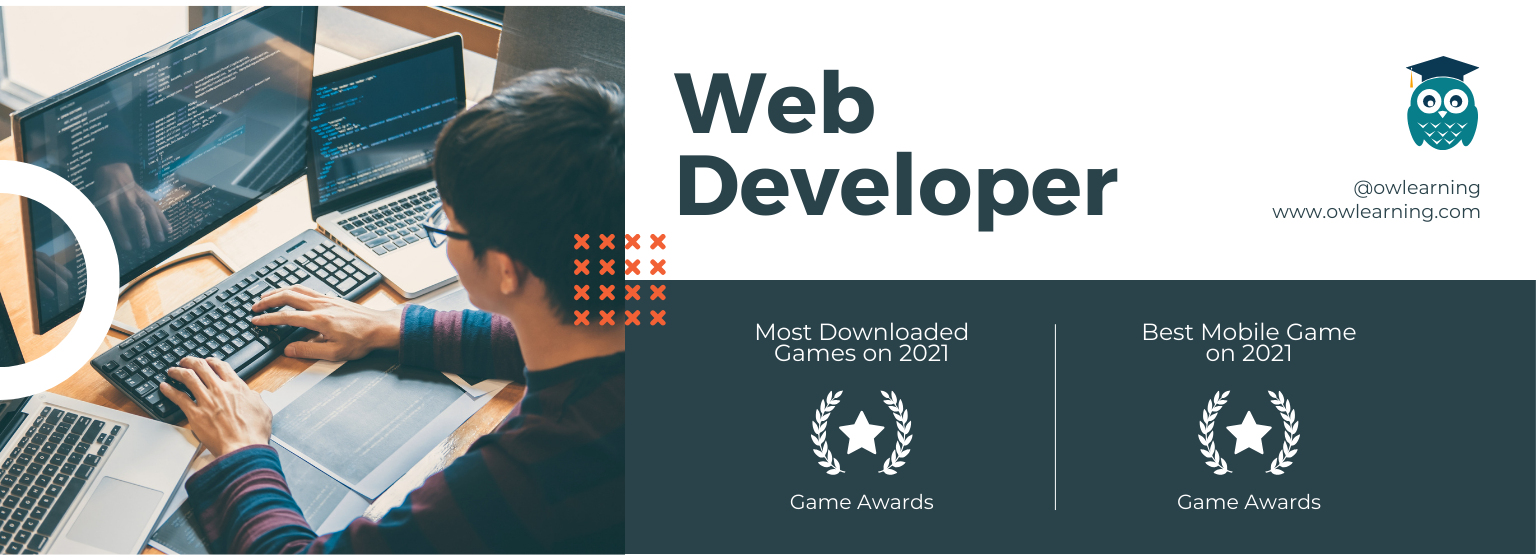 Web
Developer
@owlearning
www.owlearning.com
Most Downloaded
Games on 2021
Game Awards
Best Mobile Game
on 2021
Game Awards